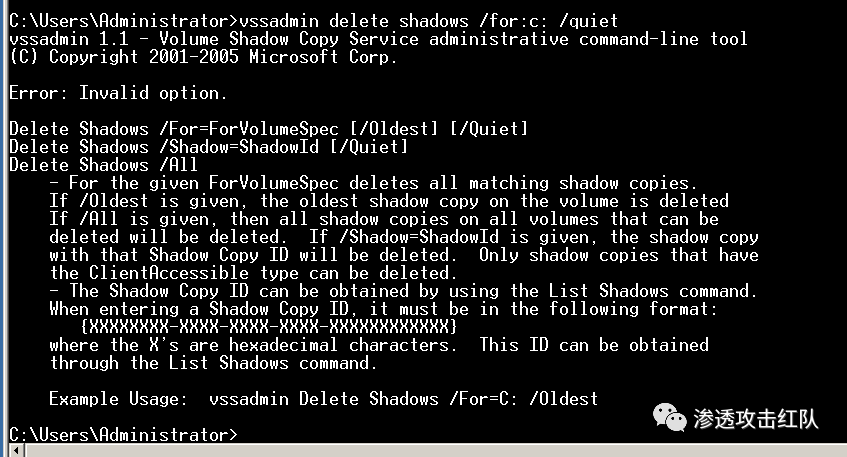 C:\Users\Administrator>vssadmin delete shadows /for:c: /quiet
vssadmin 1.1 - Volume Shadow Copy Service administrative command-line tool
(C) Copyright 2001-2005 Microsoft Corp.
Error: Invalid option.
Delete Shadows /For=ForVolumeSpec [/Oldest] [/Quiet]
Delete Shadows /Shadow=ShadowId [/Quiet]
Delete Shadows /All
- For the given ForVolumeSpec deletes all matching shadow copies.
If /Oldest is given, the oldest shadow copy on the volume is deleted
If /All is given, then all shadow copies on all volumes that can be
deleted will be deleted.  If /Shadow=ShadowId is given, the shadow copy
with that Shadow Copy ID will be deleted.  Only shadow copies that have
the ClientAccessible type can be deleted.
- The Shadow Copy ID can be obtained by using the List Shadows command.
When entering a Shadow Copy ID, it must be in the following format:
{XXXXXXXX-XXXX-XXXX-XXXX-XXXXXXXXXXXX}
where the X's are hexadecimal characters.  This ID can be obtained
through the List Shadows command.
Example Usage:  vssadmin Delete Shadows /For=C: /Oldest
渗透攻击红队
C:\Users\Administrator>